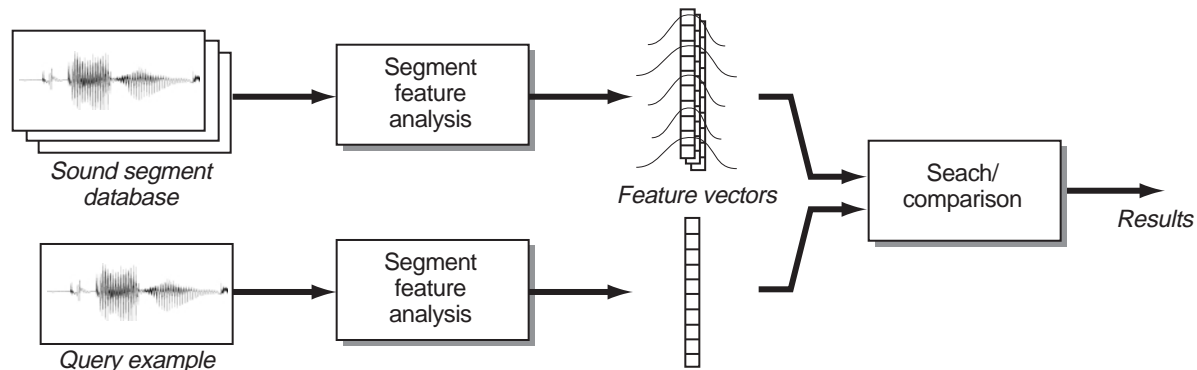 Sound segment
database
Segment
feature
analysis
Feature vectors
Seach/
comparison
Results
Query example
Segment
feature
analysis